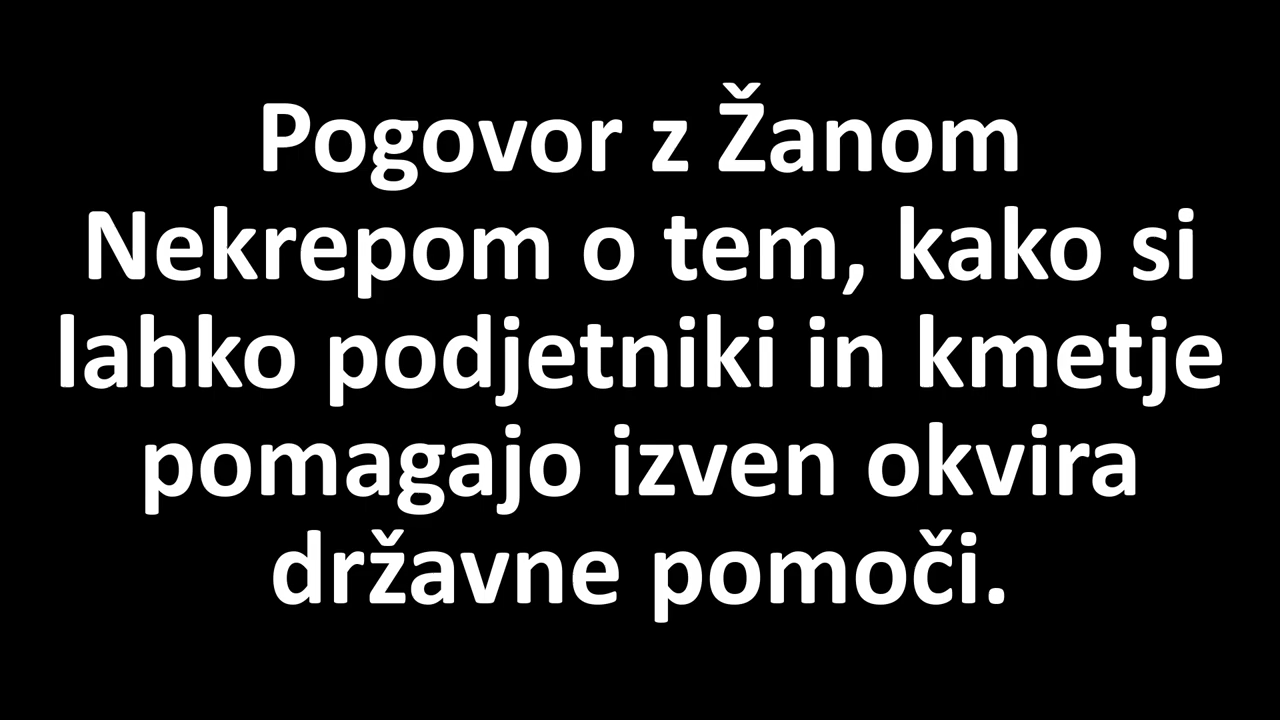 Pogovor z Žanom
Nekrepom o tem, kako si
lahko podjetniki in kmetje
pomagajo izven okvira
državne pomoči.